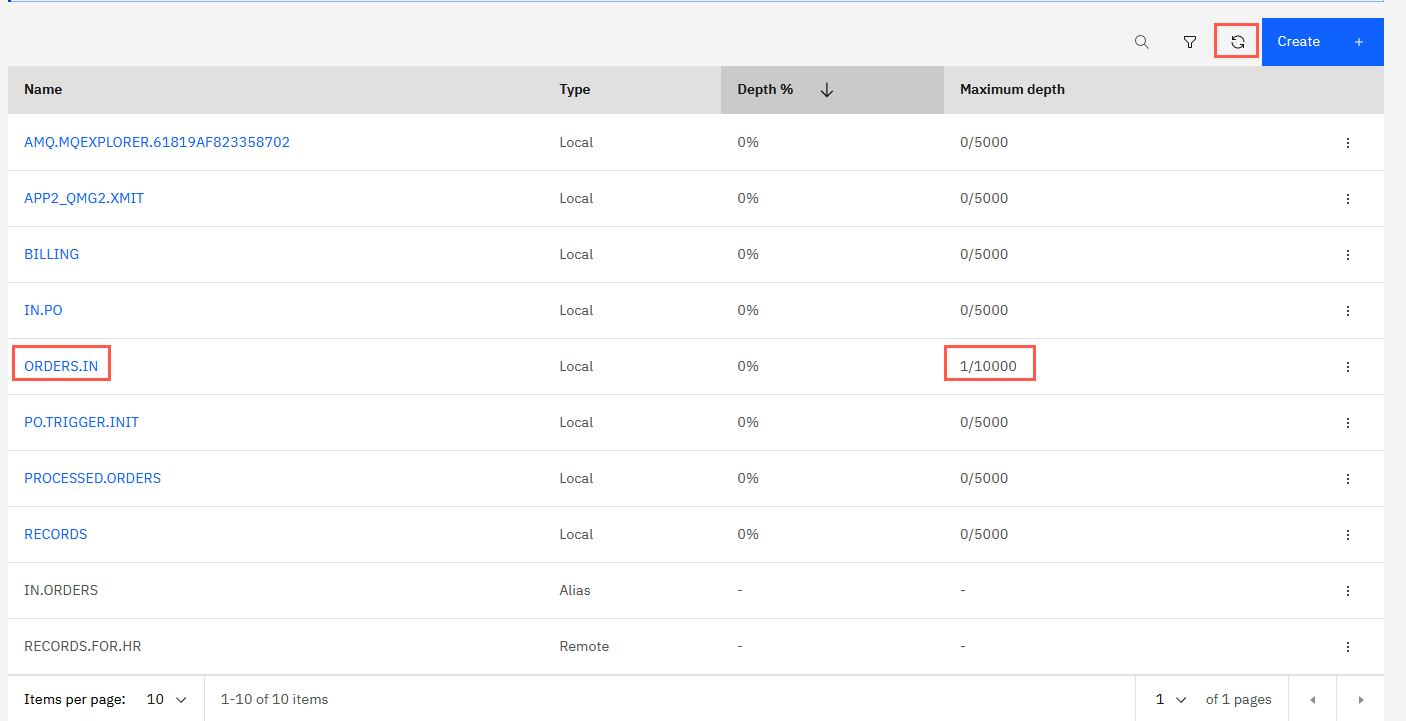 Create +
Name Type Depth % Maximum depth
AMQ.MQEXPLORER.61819AF823358702 Local 0% 0/5000
APP2_QMG2.XMIT Local 0% 0/5000
BILLING Local 0% 0/5000
IN.PO Local 0% 0/5000
ORDERS.IN Local 0% 1/10000
PO.TRIGGER.INIT Local 0% 0/5000
PROCESSED.ORDERS Local 0% 0/5000
RECORDS Local 0% 0/5000
IN.ORDERS Alias - -
RECORDS.FOR.HR Remote - -
Items per page: 10 1-10 of 10 items 1 of 1 pages